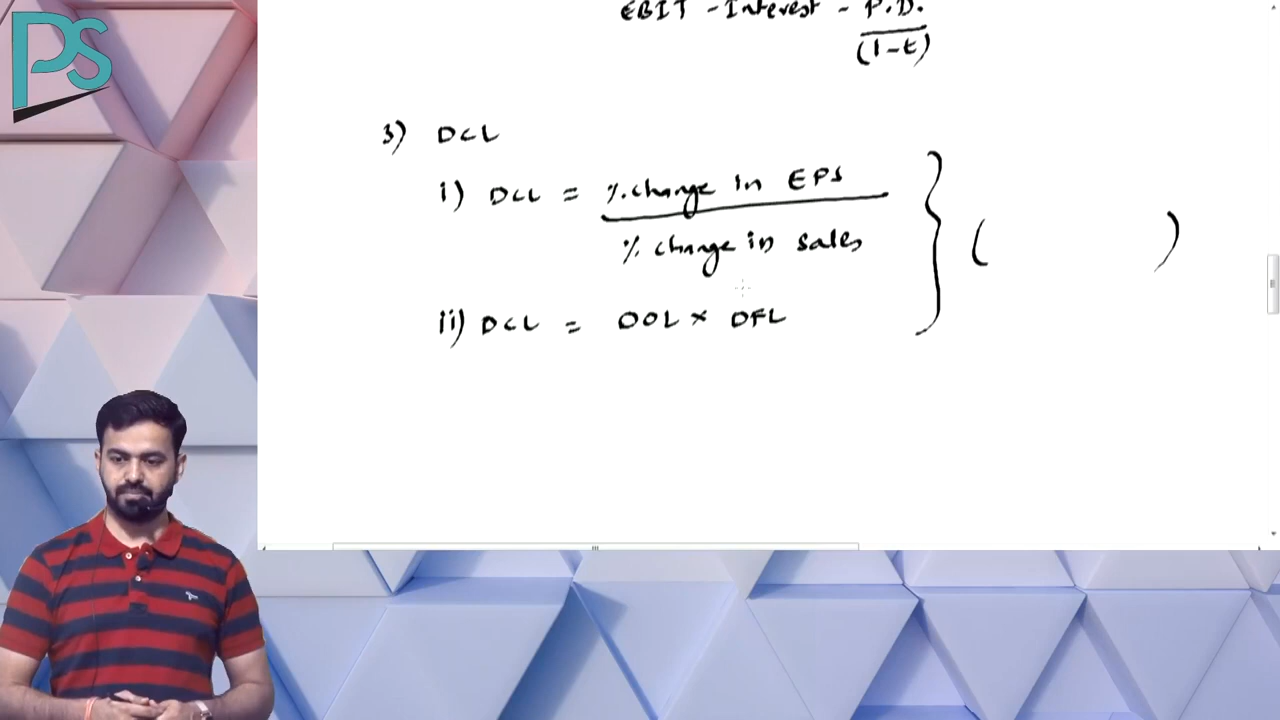 PS
EBIT - Interest - P.D.
(1-t)
3) DCL
i) DCL = % change in EPS
% change in sales
( )
ii) DCL = DOL × DFL